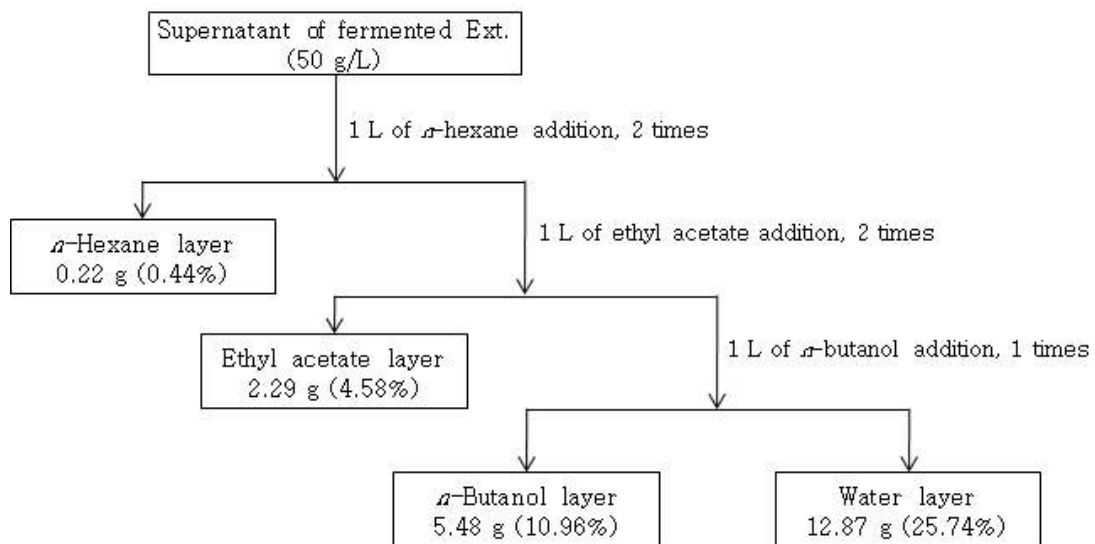 Supernatant of fermented Ext.
(50 g/L)
1 L of n-hexane addition, 2 times
n-Hexane layer
0.22 g (0.44%)
1 L of ethyl acetate addition, 2 times
Ethyl acetate layer
2.29 g (4.58%)
1 L of n-butanol addition, 1 times
n-Butanol layer
5.48 g (10.96%)
Water layer
12.87 g (25.74%)